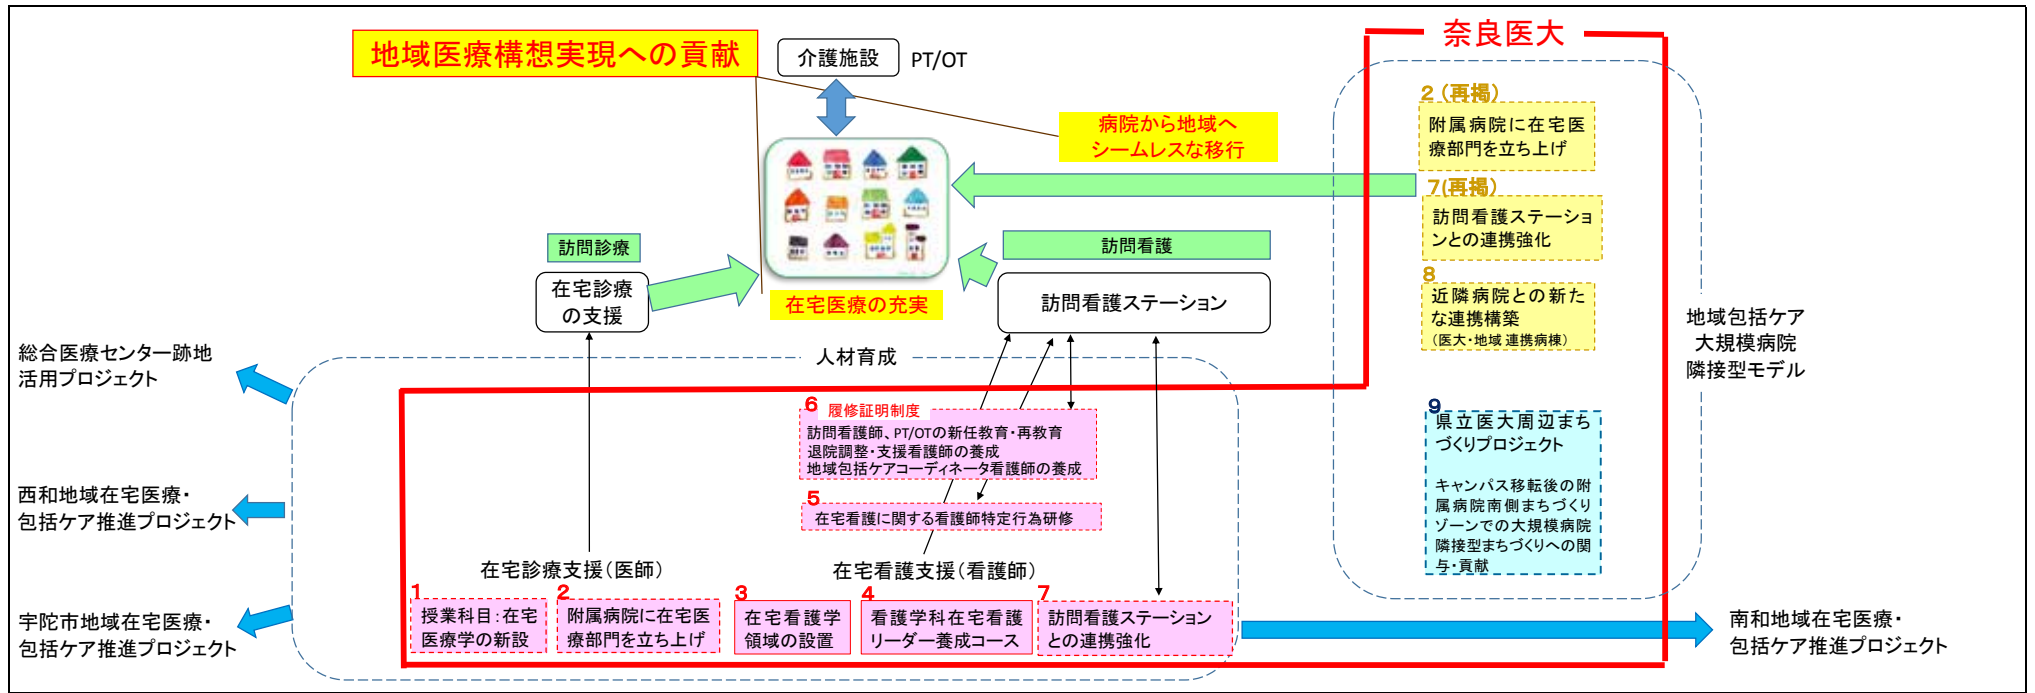 奈良医大
地域医療構想実現への貢献
介護施設
PT/OT
病院から地域へ
シームレスな移行
2 (再掲)
附属病院に在宅医
療部門を立ち上げ
7(再掲)
訪問看護ステーショ
ンとの連携強化
8
近隣病院との新た
な連携構築
(医大・地域 連携病棟)
訪問診療
在宅診療
の支援
在宅医療の充実
訪問看護
訪問看護ステーション
地域包括ケア
大規模病院
隣接型モデル
総合医療センター跡地
活用プロジェクト
人材育成
6 履修証明制度
訪問看護師、PT/OTの新任教育・再教育
退院調整・支援看護師の養成
地域包括ケアコーディネータ看護師の養成
9
県立医大周辺まち
づくりプロジェクト
キャンパス移転後の附
属病院南側まちづくり
ゾーンでの大規模病院
隣接型まちづくりへの関
与・貢献
西和地域在宅医療・
包括ケア推進プロジェクト
5
在宅看護に関する看護師特定行為研修
在宅診療支援(医師)
在宅看護支援(看護師)
1
授業科目:在宅
医療学の新設
2
附属病院に在宅医
療部門を立ち上げ
3
在宅看護学
領域の設置
4
看護学科在宅看護
リーダー養成コース
7
訪問看護ステーション
との連携強化
宇陀市地域在宅医療・
包括ケア推進プロジェクト
南和地域在宅医療・
包括ケア推進プロジェクト